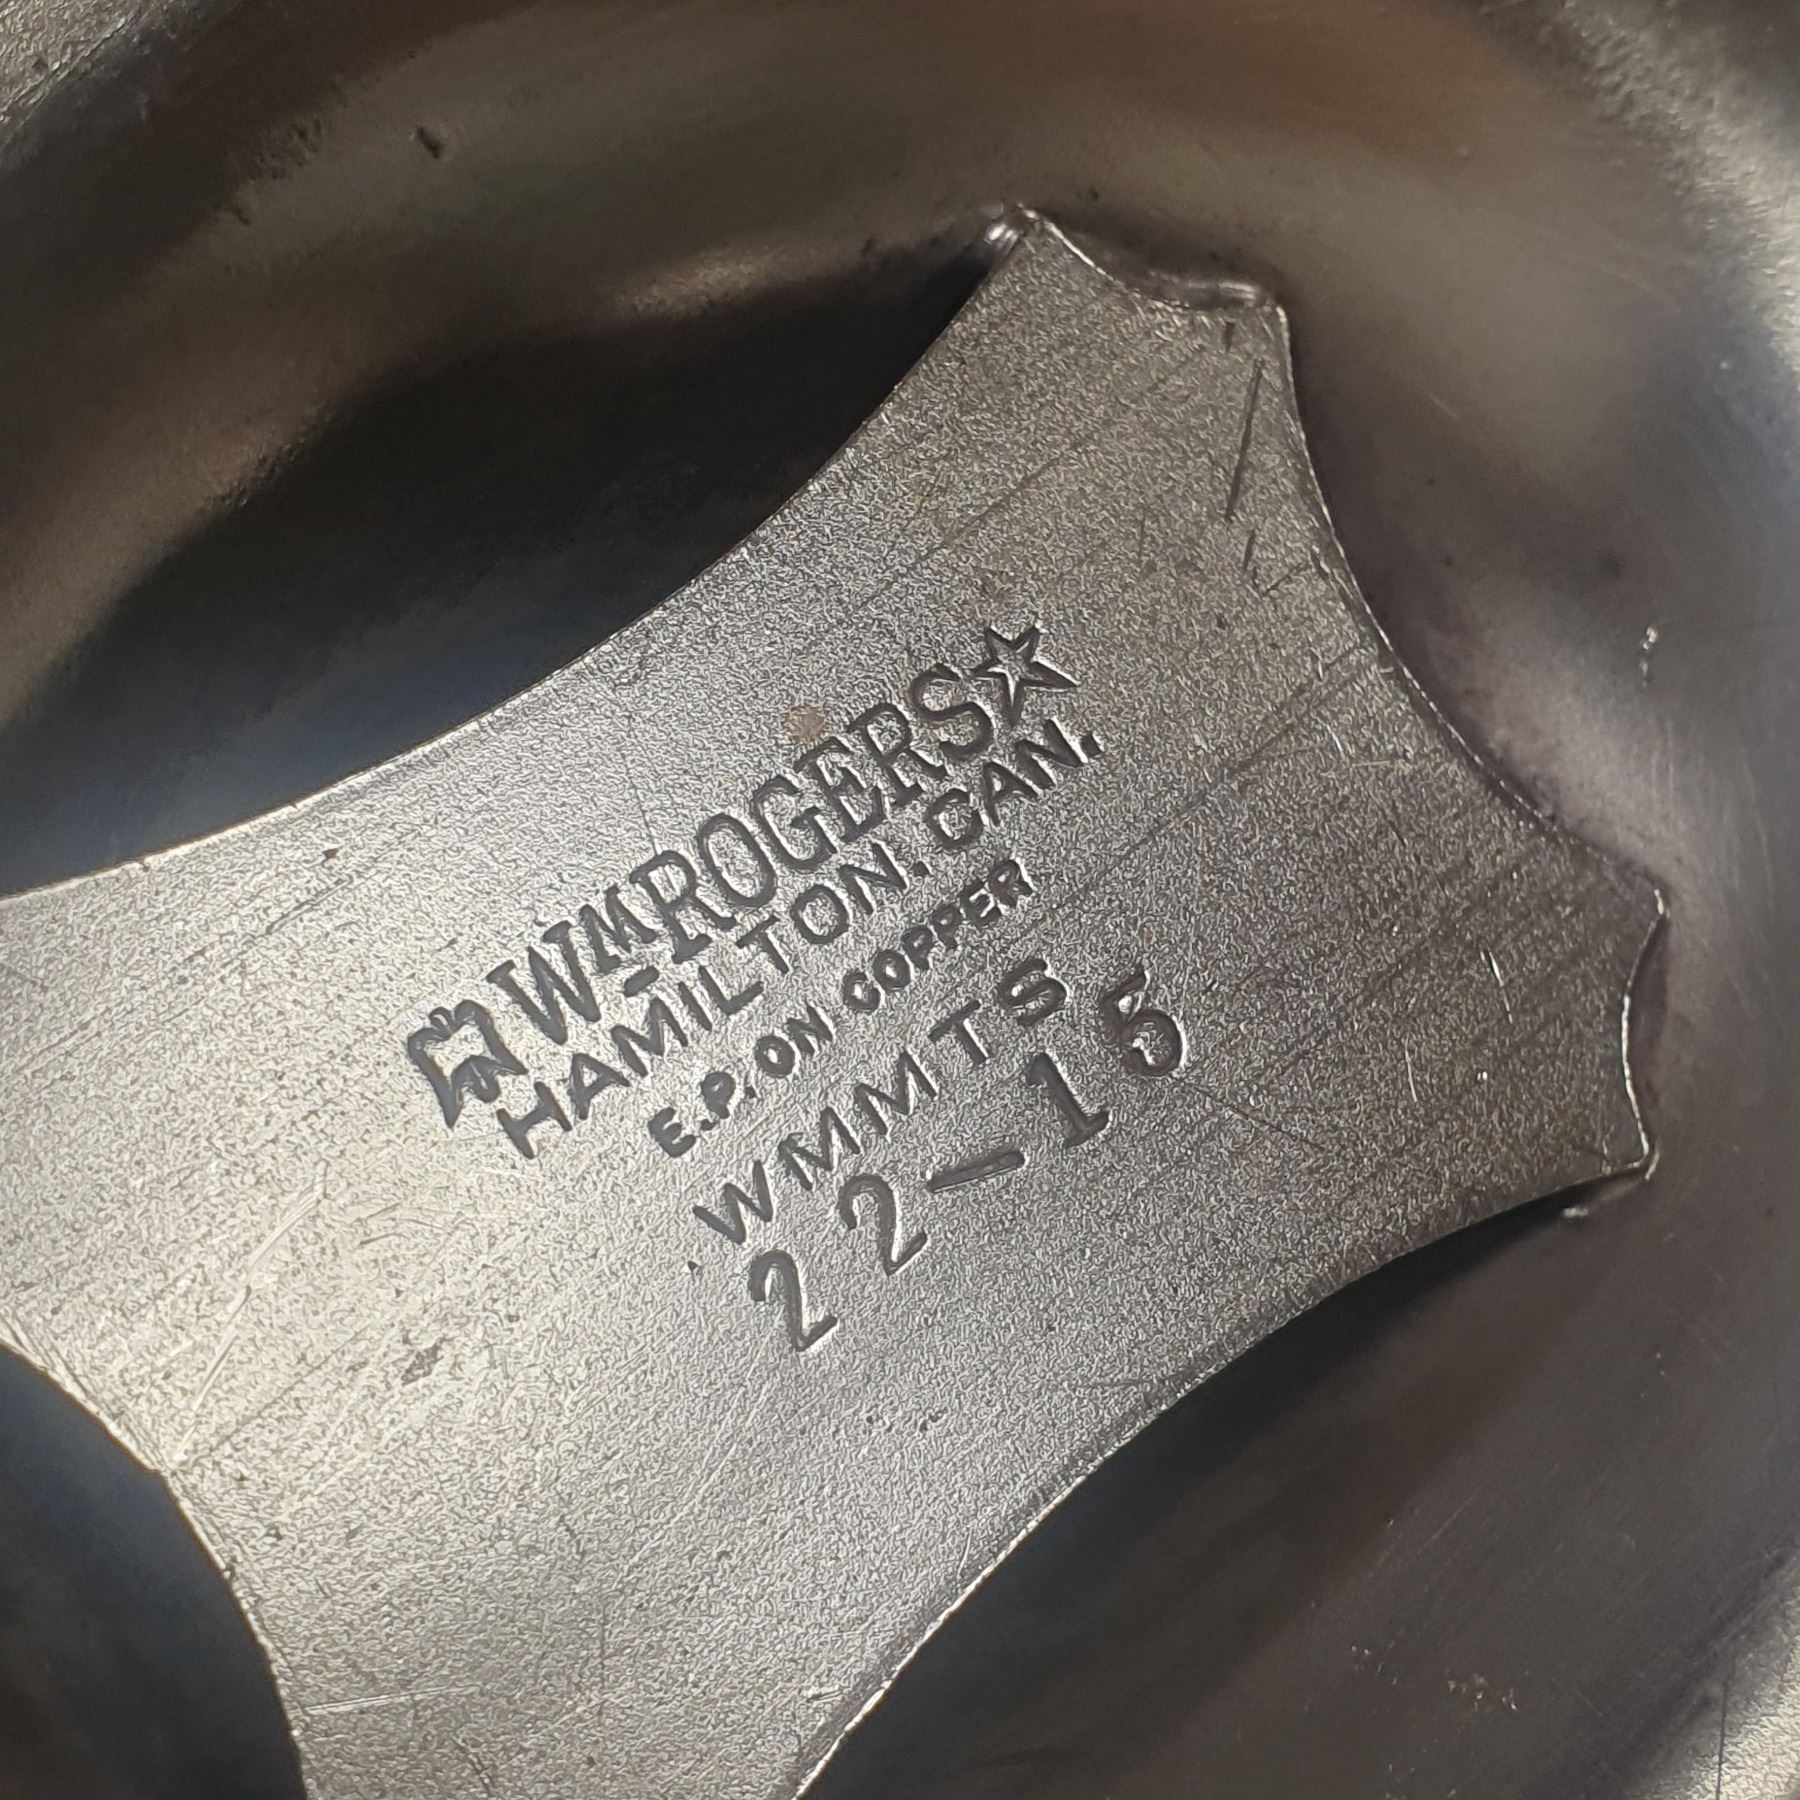 WM ROGERS ☆
HAMILTON, CAN.
E.P. ON COPPER
WMMTS
22-15